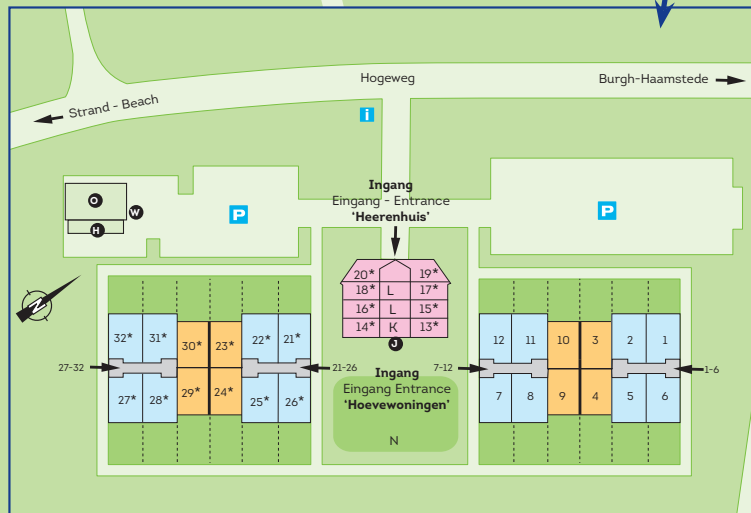 Hogeweg
Burgh-Haamstede
Strand - Beach
i
Ingang
Eingang - Entrance
‘Heerenhuis’
O
W
H
P
P
N
20* 19*
18* L 17*
16* L 15*
14* K 13*
J
32* 31* 30* 23* 22* 21*
27-32
21-26
27* 28* 29* 24* 25* 26*
Ingang
Eingang Entrance
‘Hoevewoningen’
N
12 11 10 3 2 1
7-12
1-6
7 8 9 4 5 6